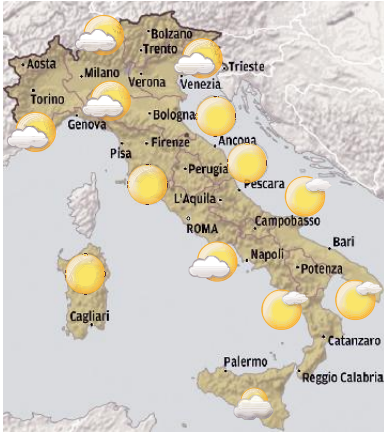 Bolzano
Trento
Aosta
Milano
Trieste
Verona
Venezia
Torino
Genova
Bologna
Pisa
Firenze
Ancona
Perugia
Pescara
L'Aquila
ROMA
Campobasso
Bari
Napoli
Potenza
Cagliari
Catanzaro
Palermo
Reggio Calabria